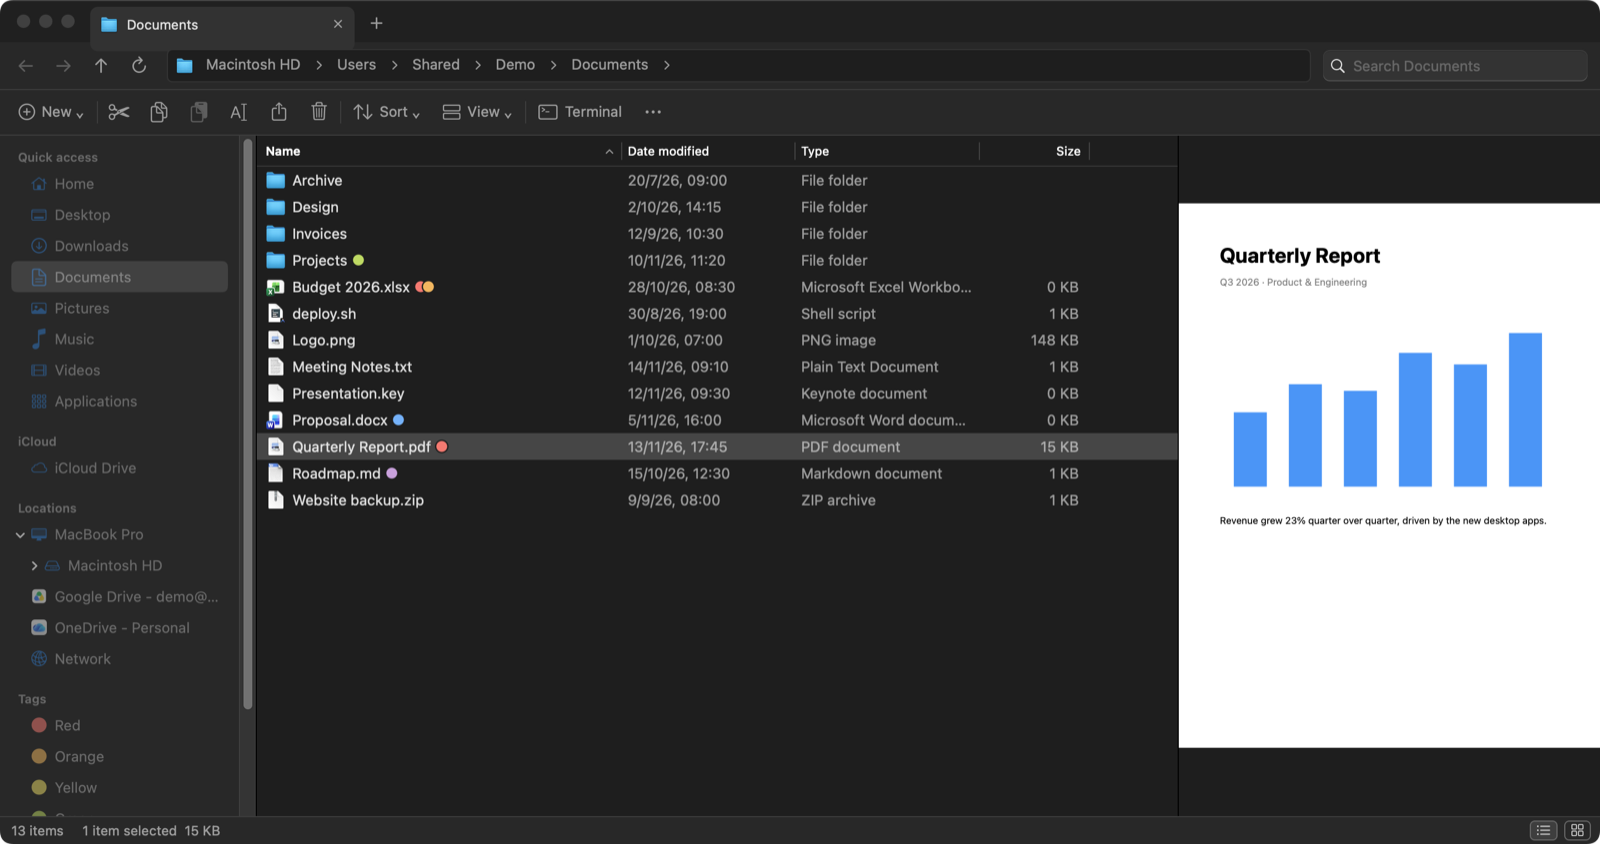 Documents
Macintosh HD > Users > Shared > Demo > Documents >
Search Documents
New
Sort
View
Terminal
Quick access
Home
Desktop
Downloads
Documents
Pictures
Music
Videos
Applications
iCloud
iCloud Drive
Locations
MacBook Pro
Macintosh HD
Google Drive - demo@...
OneDrive - Personal
Network
Tags
Red
Orange
Yellow
Name Date modified Type Size
Archive 20/7/26, 09:00 File folder
Design 2/10/26, 14:15 File folder
Invoices 12/9/26, 10:30 File folder
Projects 10/11/26, 11:20 File folder
Budget 2026.xlsx 28/10/26, 08:30 Microsoft Excel Workbo... 0 KB
deploy.sh 30/8/26, 19:00 Shell script 1 KB
Logo.png 1/10/26, 07:00 PNG image 148 KB
Meeting Notes.txt 14/11/26, 09:10 Plain Text Document 1 KB
Presentation.key 12/11/26, 09:30 Keynote document 0 KB
Proposal.docx 5/11/26, 16:00 Microsoft Word docum... 0 KB
Quarterly Report.pdf 13/11/26, 17:45 PDF document 15 KB
Roadmap.md 15/10/26, 12:30 Markdown document 1 KB
Website backup.zip 9/9/26, 08:00 ZIP archive 1 KB
Quarterly Report
Q3 2026 · Product & Engineering
Revenue grew 23% quarter over quarter, driven by the new desktop apps.
13 items 1 item selected 15 KB